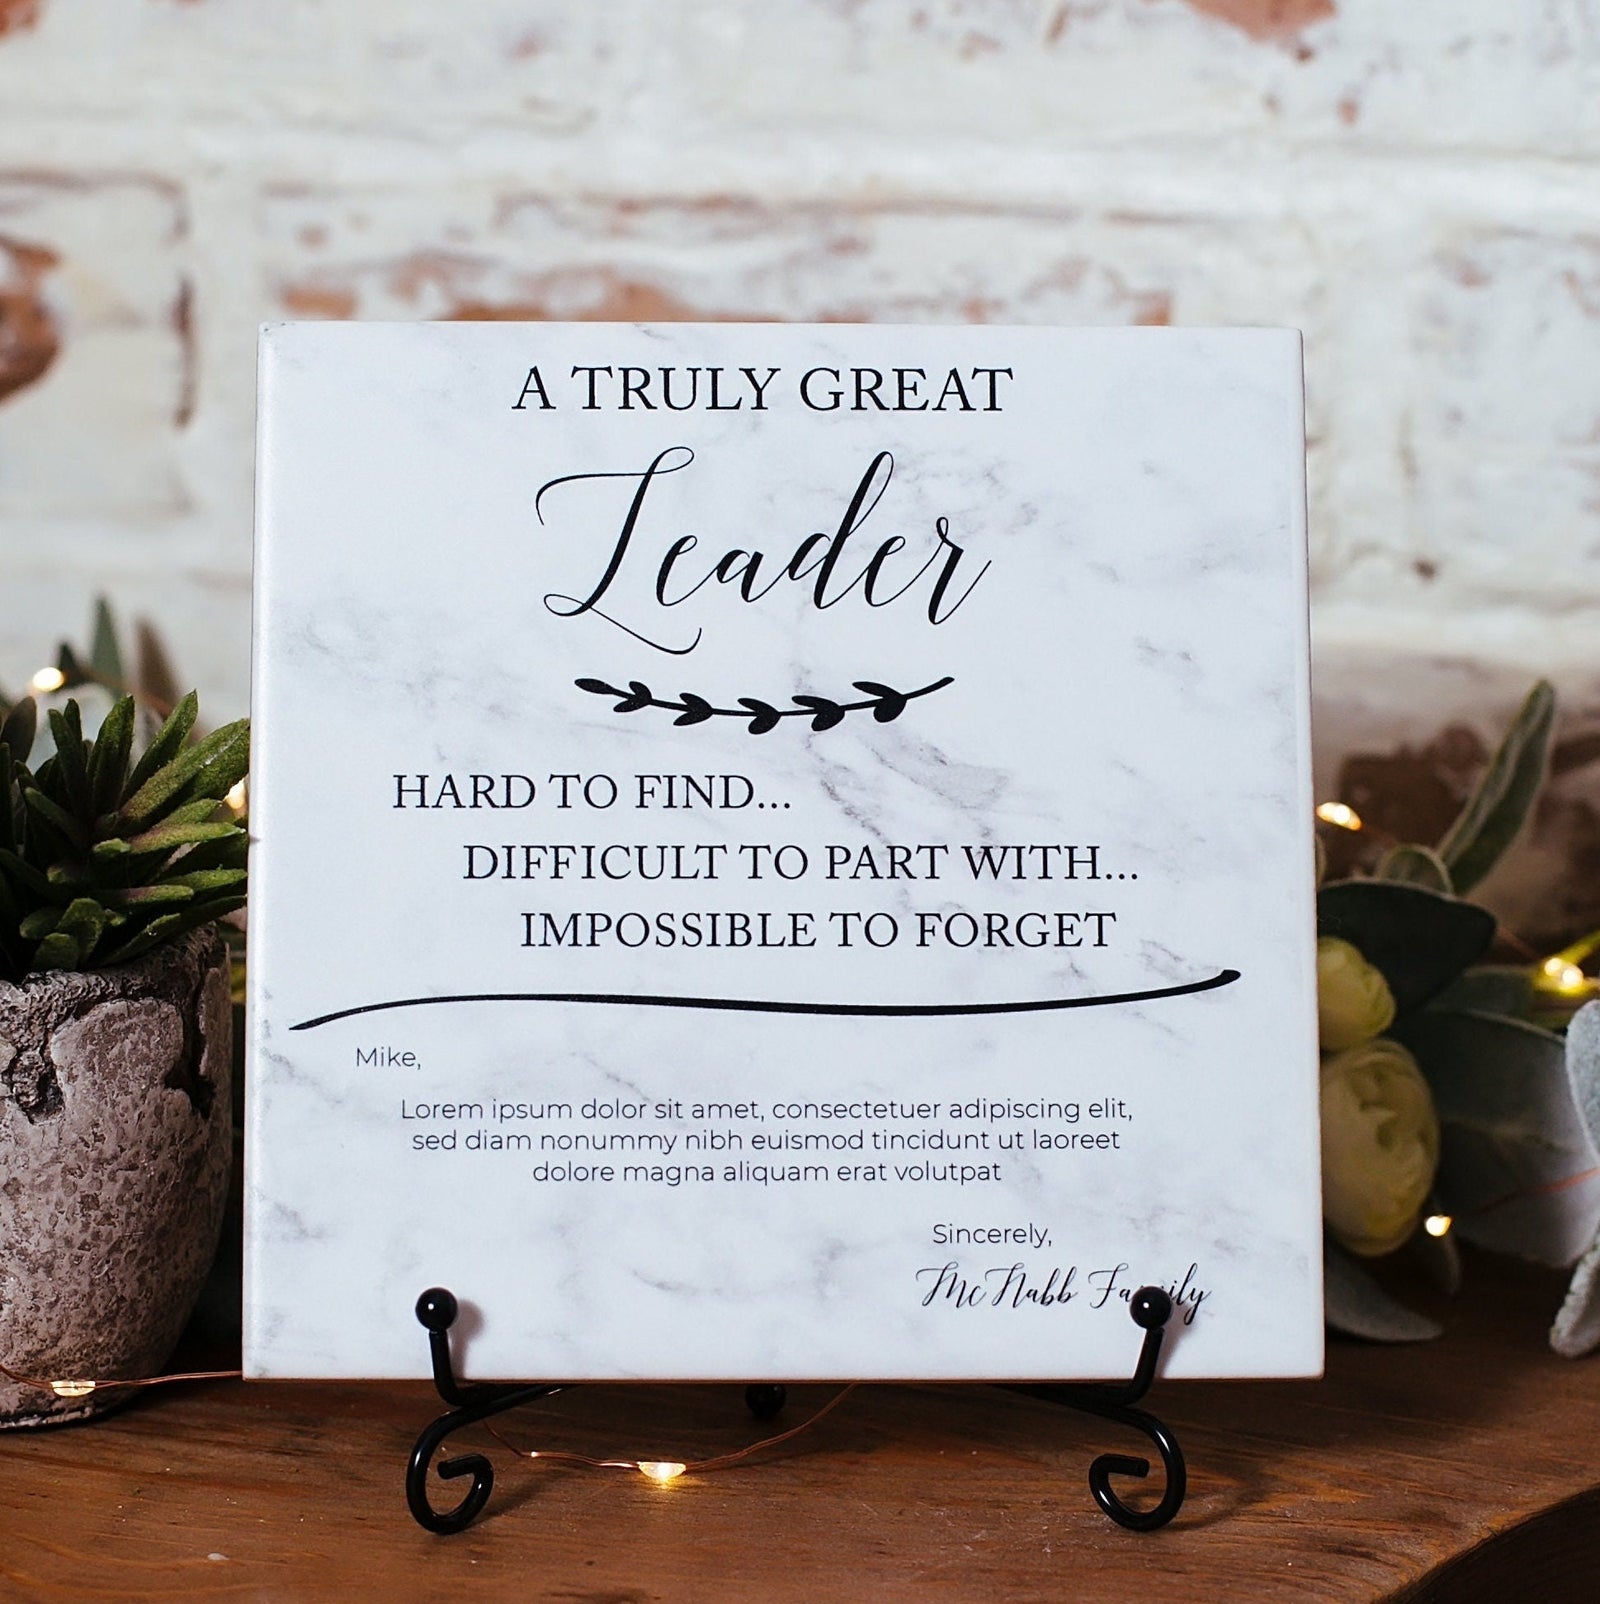 A TRULY GREAT
Leader
HARD TO FIND...
DIFFICULT TO PART WITH...
IMPOSSIBLE TO FORGET
Mike,
Lorem ipsum dolor sit amet, consectetuer adipiscing elit,
sed diam nonummy nibh euismod tincidunt ut laoreet
dolore magna aliquam erat volutpat
Sincerely,
McNabb Family